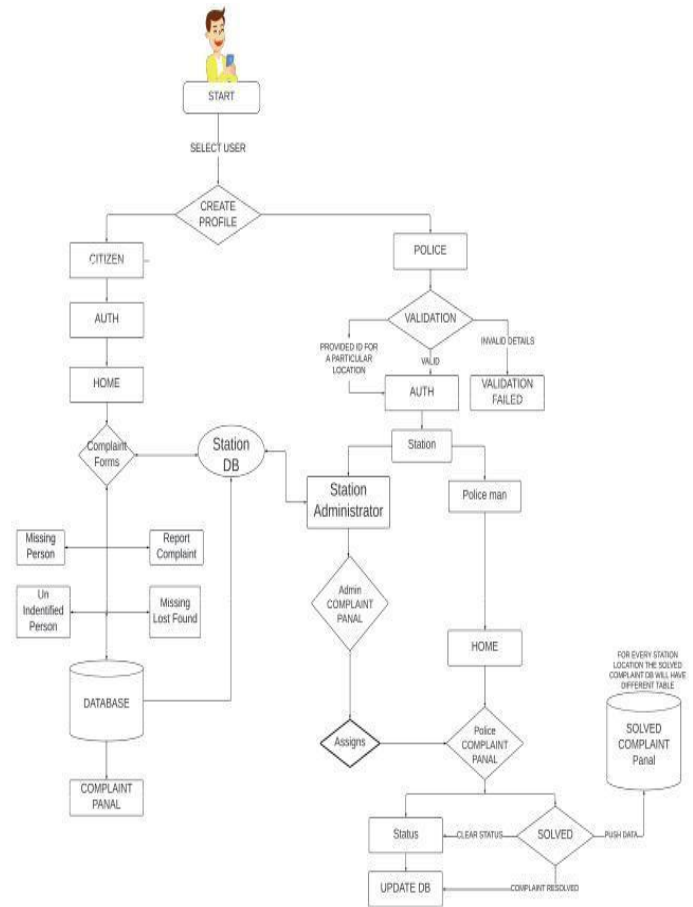 START
SELECT USER
CREATE
PROFILE
CITIZEN
POLICE
AUTH
VALIDATION
PROVIDED ID FOR
A PARTICULAR
LOCATION
VALID
INVALID DETAILS
HOME
AUTH
VALIDATION
FAILED
Complaint
Forms
Station
DB
Station
Station
Administrator
Police man
Missing
Person
Report
Complaint
Un
Indentified
Person
Missing
Lost Found
Admin
COMPLAINT
PANAL
HOME
FOR EVERY STATION
LOCATION THE SOLVED
COMPLAINT DB WILL HAVE
DIFFERENT TABLE
DATABASE
Assigns
Police
COMPLAINT
PANAL
SOLVED
COMPLAINT
Panal
COMPLAINT
PANAL
Status
CLEAR STATUS
SOLVED
PUSH DATA
UPDATE DB
COMPLAINT RESOLVED